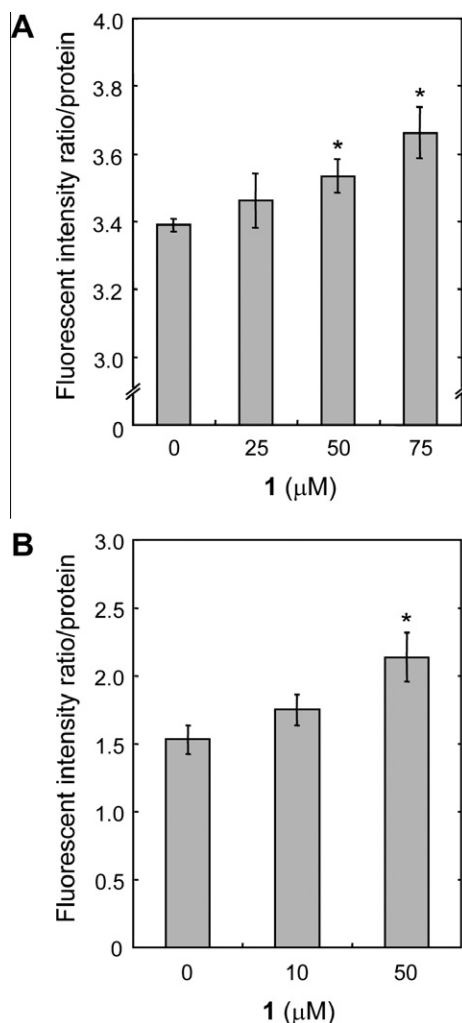 A
Fluorescent intensity ratio/protein
4.0
3.8
3.6
3.4
3.2
3.0
0
* *
0 25 50 75
1 (μM)
B
Fluorescent intensity ratio/protein
3.0
2.5
2.0
1.5
1.0
0.5
0
*
0 10 50
1 (μM)